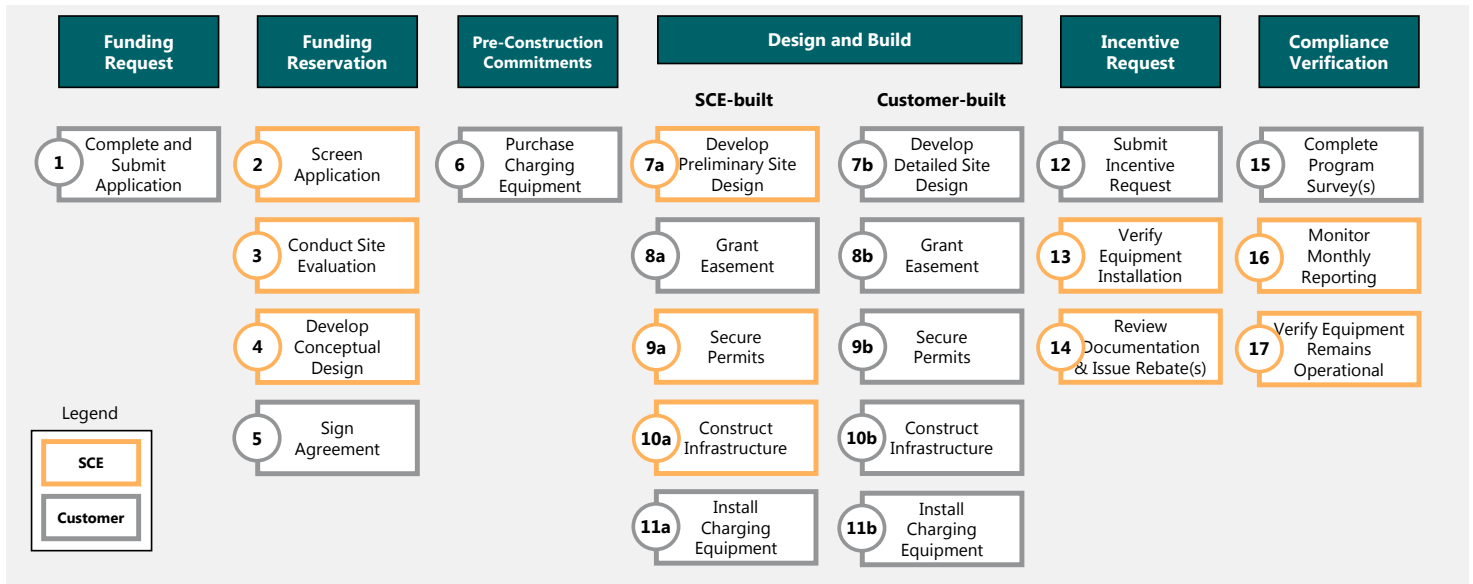 Funding
Request
Funding
Reservation
Pre-Construction
Commitments
Design and Build
Incentive
Request
Compliance
Verification
SCE-built
Customer-built
1
Complete and
Submit
Application
2
Screen
Application
3
Conduct Site
Evaluation
4
Develop
Conceptual
Design
5
Sign
Agreement
6
Purchase
Charging
Equipment
7a
Develop
Preliminary Site
Design
8a
Grant
Easement
9a
Secure
Permits
10a
Construct
Infrastructure
11a
Install
Charging
Equipment
7b
Develop
Detailed Site
Design
8b
Grant
Easement
9b
Secure
Permits
10b
Construct
Infrastructure
11b
Install
Charging
Equipment
12
Submit
Incentive
Request
13
Verify
Equipment
Installation
14
Review
Documentation
& Issue Rebate(s)
15
Complete
Program
Survey(s)
16
Monitor
Monthly
Reporting
17
Verify Equipment
Remains
Operational
Legend
SCE
Customer